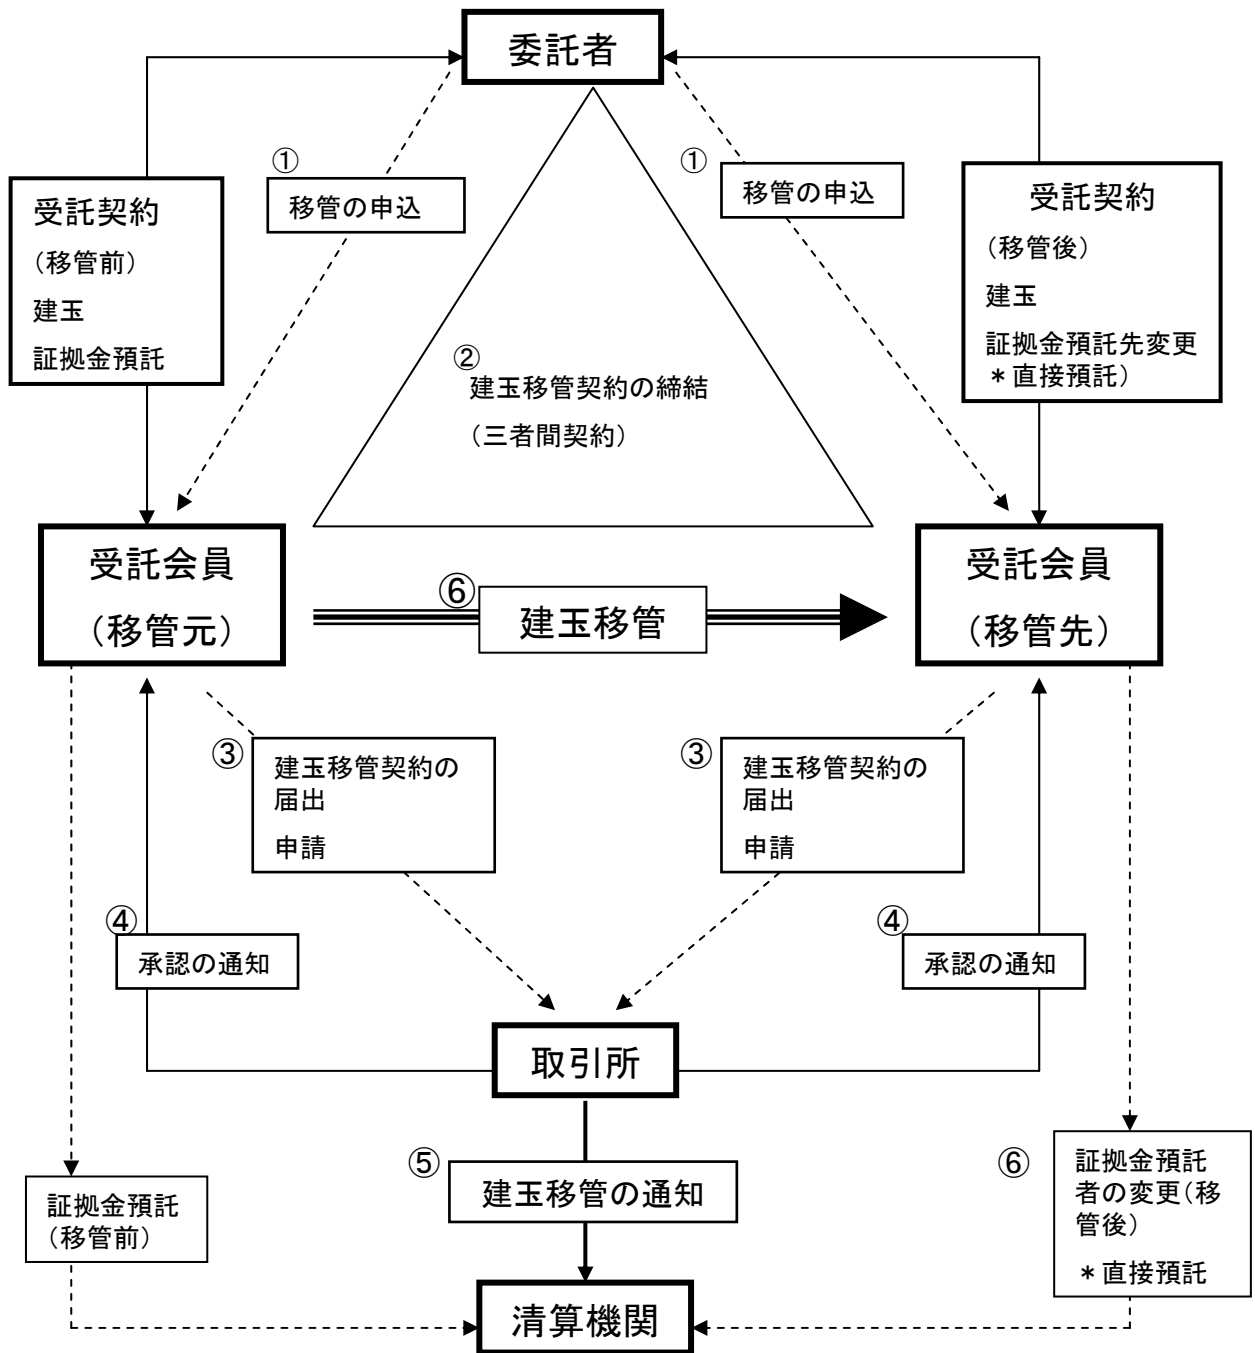 委託者
①
移管の申込
①
移管の申込
受託契約
（移管前）
建玉
証拠金預託
受託契約
（移管後）
建玉
証拠金預託先変更
＊直接預託）
②
建玉移管契約の締結
（三者間契約）
受託会員
（移管元）
⑥
建玉移管
受託会員
（移管先）
③
建玉移管契約の
届出
申請
③
建玉移管契約の
届出
申請
④
承認の通知
④
承認の通知
取引所
⑤
建玉移管の通知
証拠金預託
（移管前）
⑥
証拠金預託
者の変更（移
管後）
＊直接預託
清算機関